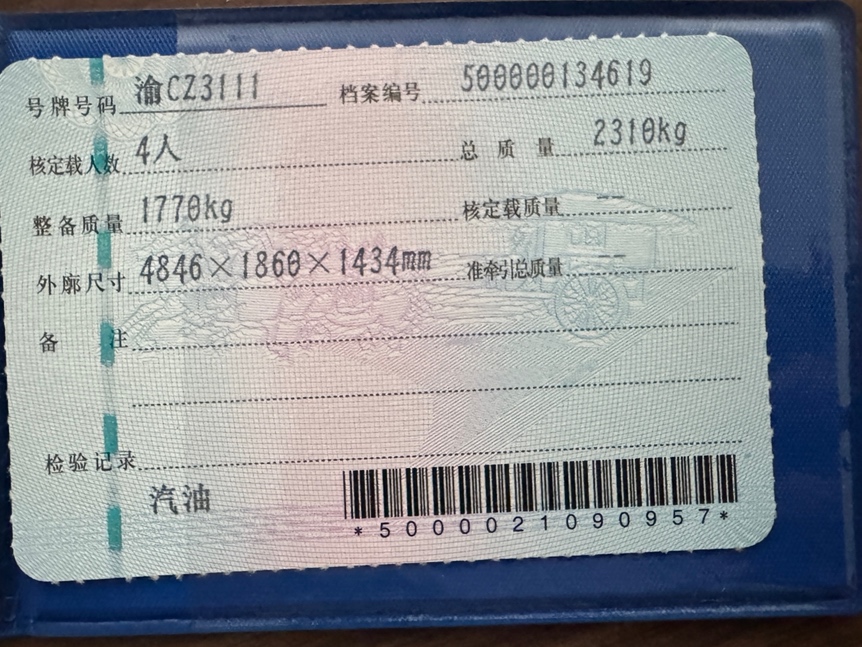 号牌号码 渝CZ3111 档案编号 500000134619
核定载人数 4人 总质量 2310kg
整备质量 1770kg 核定载质量 --
外廓尺寸 4846×1860×1434mm 准牵引总质量 --
备注
检验记录
汽油
*5000021090957*